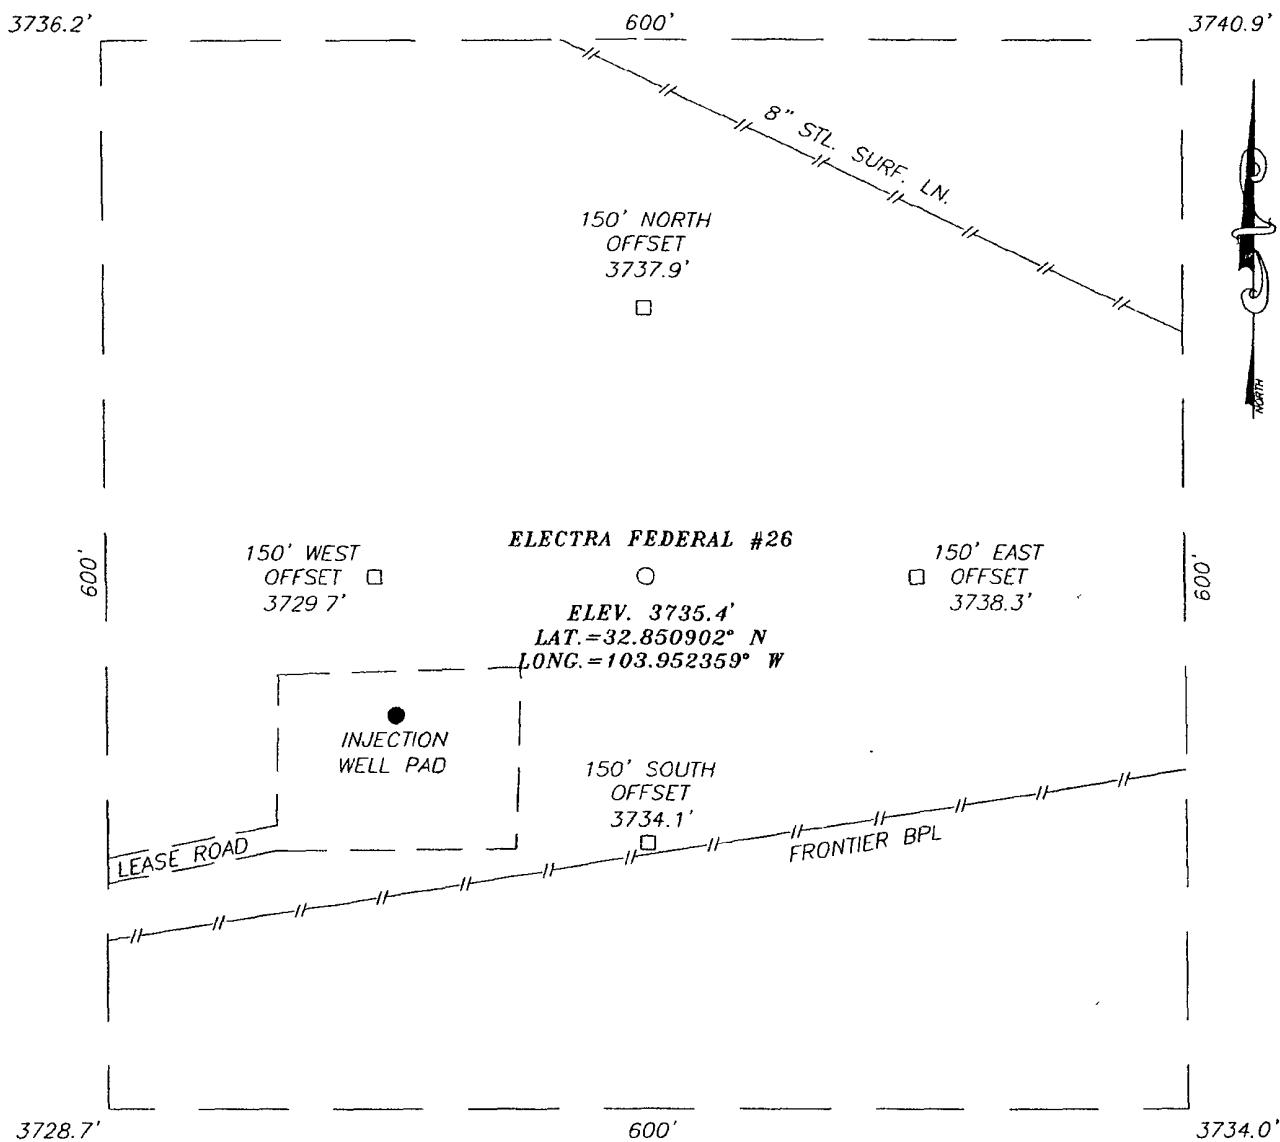 3736.2'
600'
3740.9'
8" STL. SURF. LN.
150' NORTH
OFFSET
3737.9'
NORTH
600'
150' WEST
OFFSET
3729 7'
ELECTRA FEDERAL #26
ELEV. 3735.4'
LAT.=32.850902° N
LONG.=103.952359° W
150' EAST
OFFSET
3738.3'
600'
INJECTION
WELL PAD
150' SOUTH
OFFSET
3734.1'
LEASE ROAD
FRONTIER BPL
3728.7'
600'
3734.0'